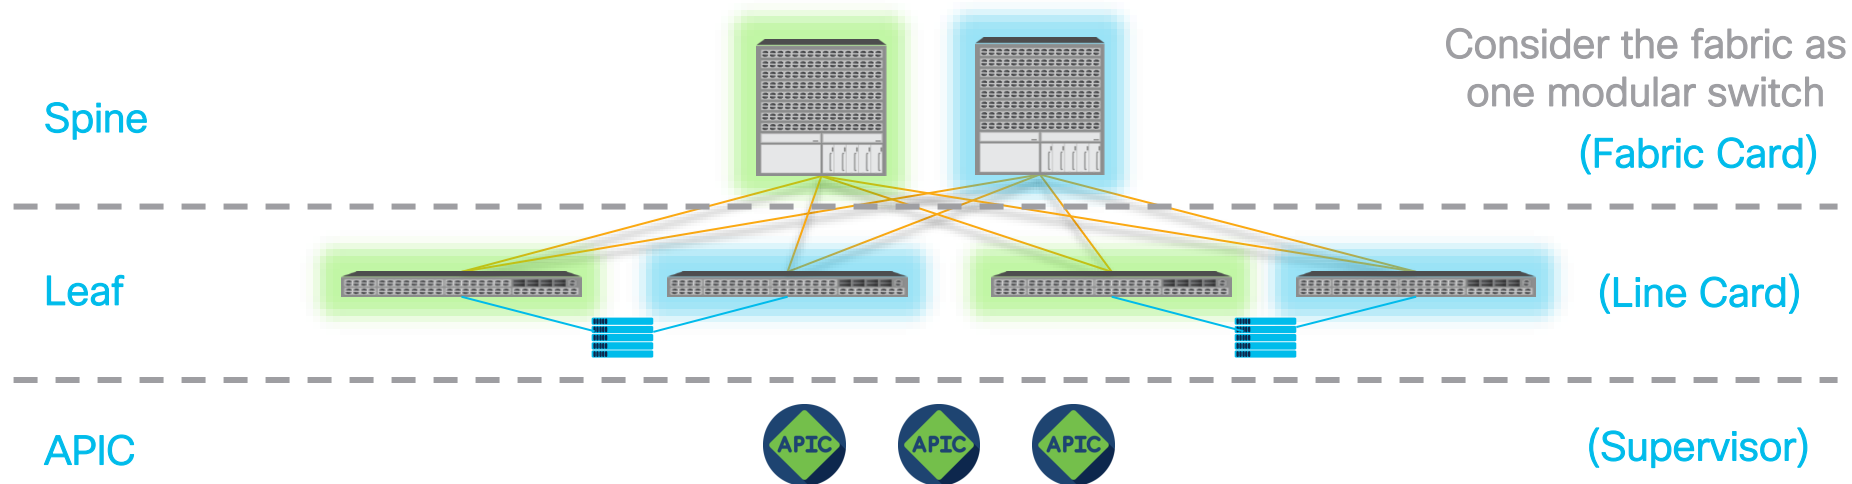 Consider the fabric as
one modular switch
Spine
(Fabric Card)
Leaf
(Line Card)
APIC
APIC
APIC
APIC
(Supervisor)